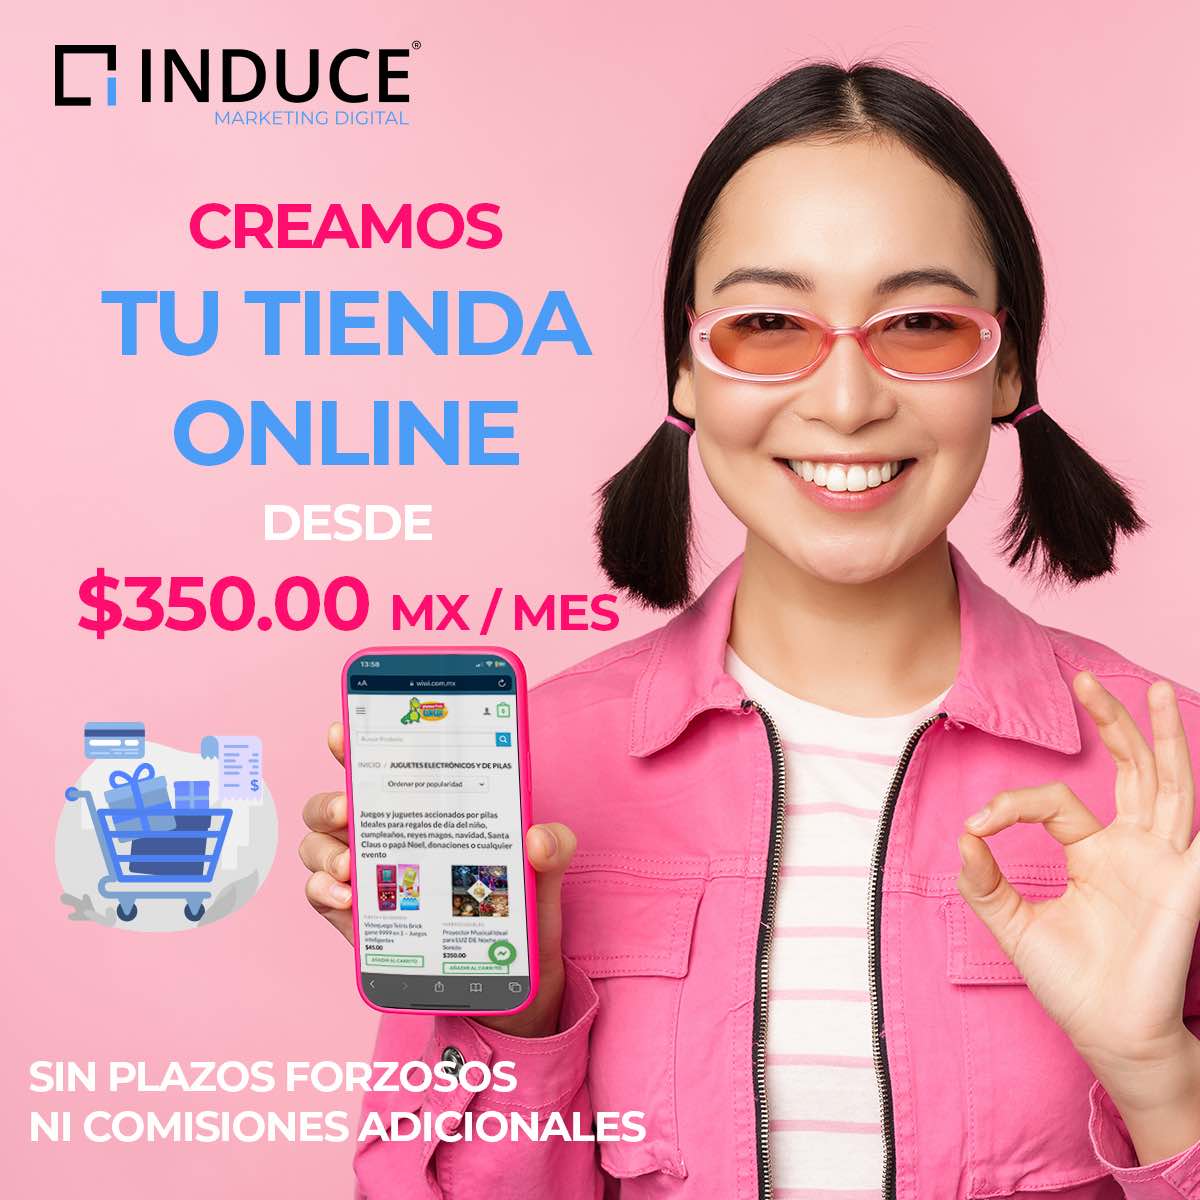 INDUCE®
MARKETING DIGITAL
CREAMOS
TU TIENDA
ONLINE
DESDE
$350.00 MX / MES
13:58
AA
wiwi.com.mx
Buscar Producto
INICIO / JUGUETES ELECTRÓNICOS Y DE PILAS
Ordenar por popularidad
Juegos y juguetes accionados por pilas
Ideales para regalos de día del niño,
cumpleaños, reyes magos, navidad, Santa
Claus o papá Noel, donaciones o cualquier
evento
Videojuego Tetris Brick
game 9999 en 1 – Juegos
inteligentes
$45.00
AÑADIR AL CARRITO
Proyector Musical Ideal
para LUZ DE Noche con
Sonido
$350.00
AÑADIR AL CARRITO
$
SIN PLAZOS FORZOSOS
NI COMISIONES ADICIONALES